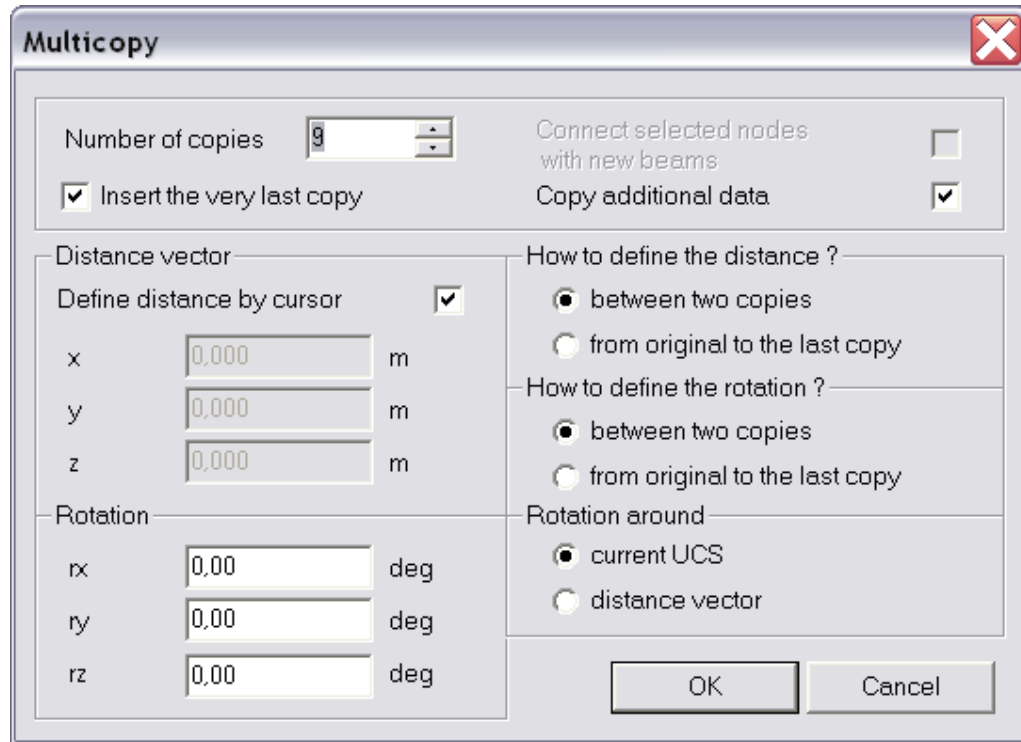 Multicopy
Number of copies 9
Connect selected nodes
with new beams
Insert the very last copy
Copy additional data
Distance vector
Define distance by cursor
x 0,000 m
y 0,000 m
z 0,000 m
How to define the distance ?
between two copies
from original to the last copy
How to define the rotation ?
between two copies
from original to the last copy
Rotation
rx 0,00 deg
ry 0,00 deg
rz 0,00 deg
Rotation around
current UCS
distance vector
OK Cancel